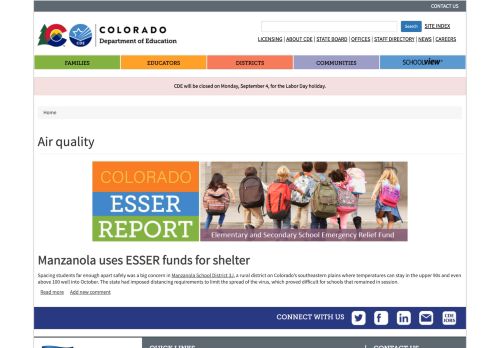 CONTACT US
COLORADO
Department of Education
CDE
Search
SITE INDEX
LICENSING | ABOUT CDE | STATE BOARD | OFFICES | STAFF DIRECTORY | NEWS | CAREERS
FAMILIES
EDUCATORS
DISTRICTS
COMMUNITIES
SCHOOLVIEW
CDE will be closed on Monday, September 4, for the Labor Day holiday.
Home
Air quality
COLORADO
ESSER
REPORT
Elementary and Secondary School Emergency Relief Fund
Manzanola uses ESSER funds for shelter
Spacing students far enough apart safely was a big concern in Manzanola School District 3J, a rural district on Colorado's southeastern plains where temperatures can stay in the upper 90s and even
above 100 well into October. The state had imposed distancing requirements to limit the spread of the virus, which proved difficult for schools that remained in session.
Read more Add new comment
CONNECT WITH US
CDE
JOBS
QUICK LINKS
CONTACT US